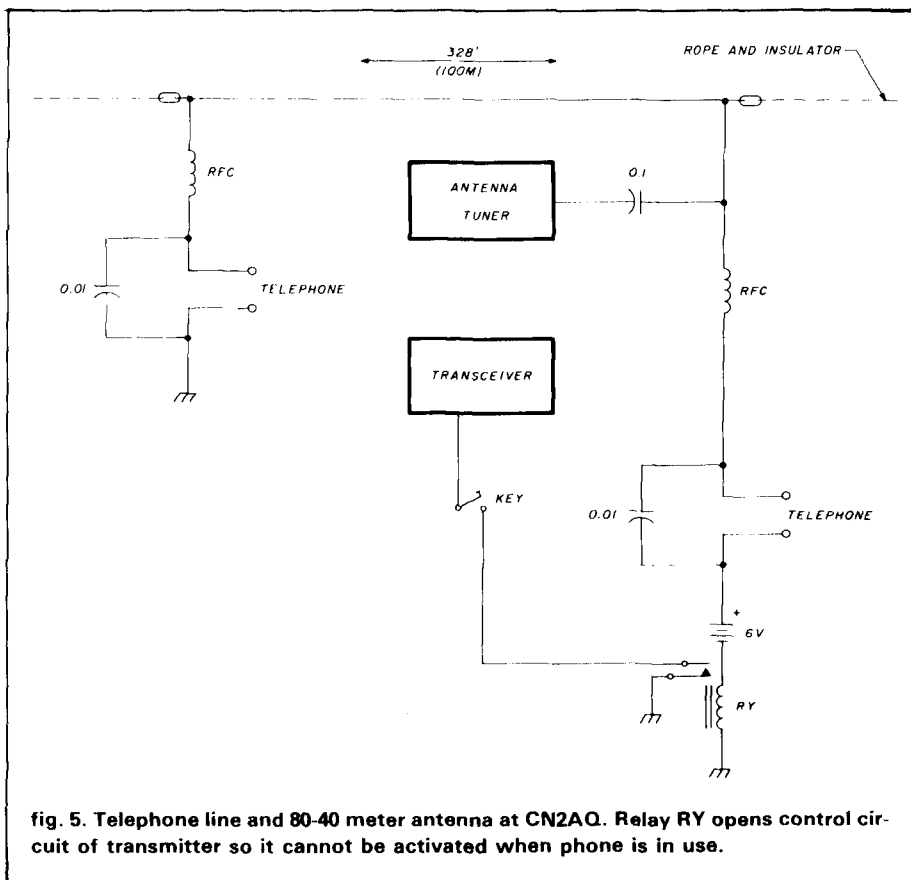 328'
(100M)
ROPE AND INSULATOR
RFC
ANTENNA
TUNER
0.1
0.01
TELEPHONE
RFC
TRANSCEIVER
KEY
0.01
TELEPHONE
+
6V
RY
fig. 5. Telephone line and 80-40 meter antenna at CN2AQ. Relay RY opens control cir-
cuit of transmitter so it cannot be activated when phone is in use.